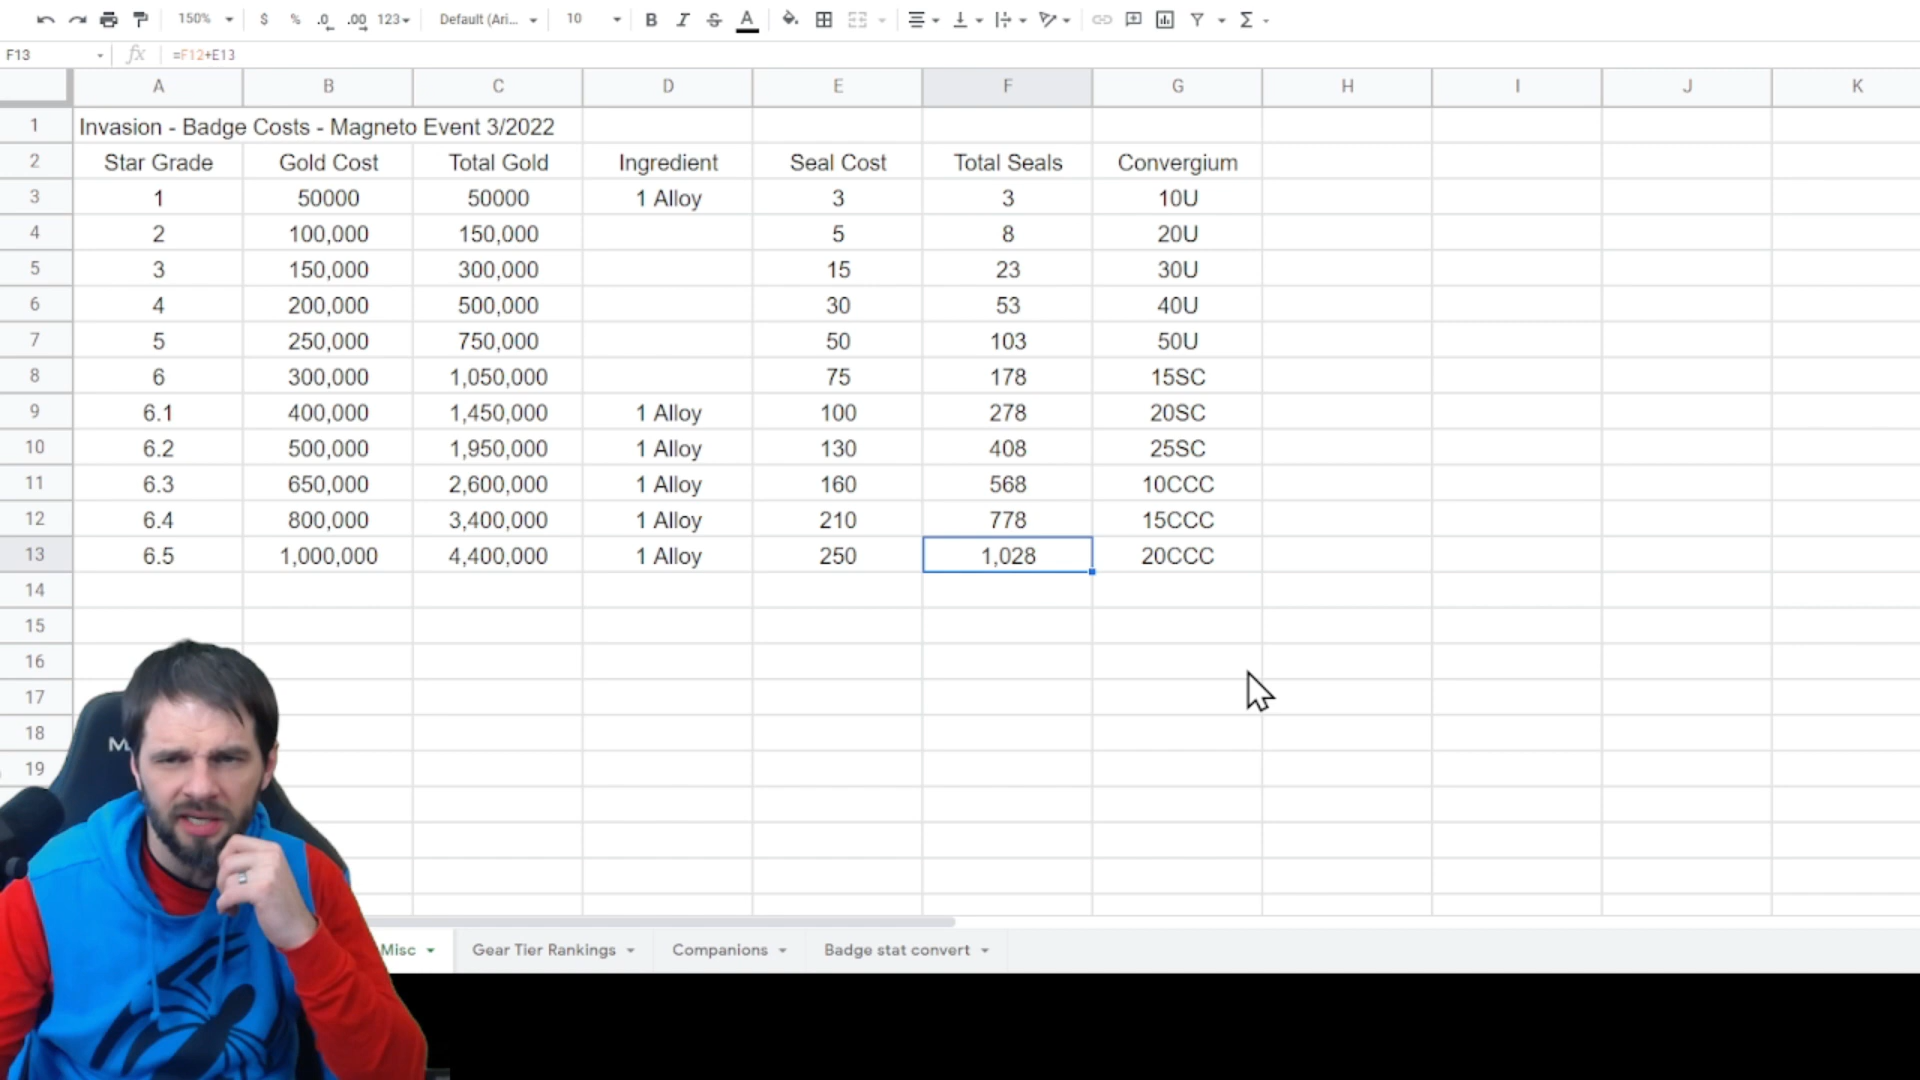 150% $ % .0 .00 123 Default (Ari... 10 B I S A Σ
F13 fx =F12+E13
A B C D E F G H I J K
1 Invasion - Badge Costs - Magneto Event 3/2022
2 Star Grade Gold Cost Total Gold Ingredient Seal Cost Total Seals Convergium
3 1 50000 50000 1 Alloy 3 3 10U
4 2 100,000 150,000 5 8 20U
5 3 150,000 300,000 15 23 30U
6 4 200,000 500,000 30 53 40U
7 5 250,000 750,000 50 103 50U
8 6 300,000 1,050,000 75 178 15SC
9 6.1 400,000 1,450,000 1 Alloy 100 278 20SC
10 6.2 500,000 1,950,000 1 Alloy 130 408 25SC
11 6.3 650,000 2,600,000 1 Alloy 160 568 10CCC
12 6.4 800,000 3,400,000 1 Alloy 210 778 15CCC
13 6.5 1,000,000 4,400,000 1 Alloy 250 1,028 20CCC
14
15
16
17
18
19
Misc Gear Tier Rankings Companions Badge stat convert